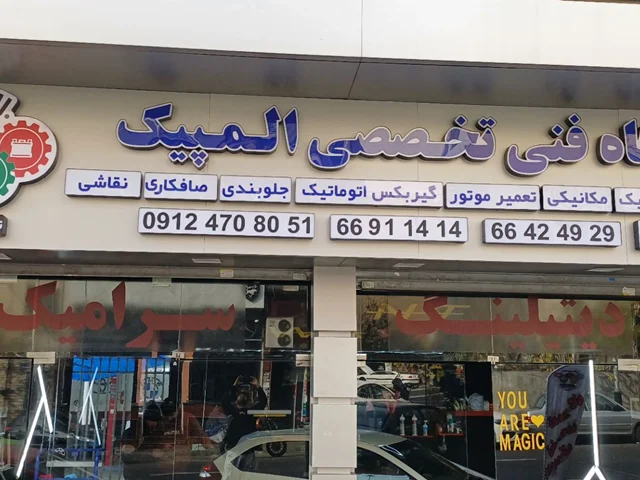 فنی تخصصی المپیک
مکانیکی
تعمیر موتور
گیربکس اتوماتیک
جلوبندی
صافکاری
نقاشی
0912 470 80 51
66 91 14 14
66 42 49 29
دیتیلینگ
سرامیک
YOU
ARE
MAGIC